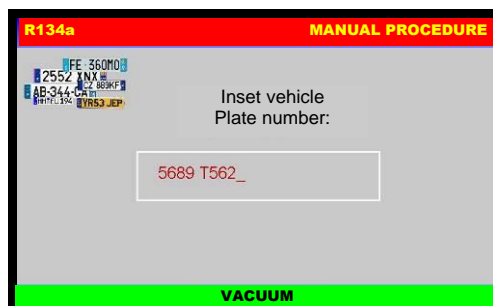 R134a MANUAL PROCEDURE
FE 360MO
2552 XNX
CZ 889KF
AB-344-CA
YR53 JEP
Inset vehicle
Plate number:
5689 T562_
VACUUM